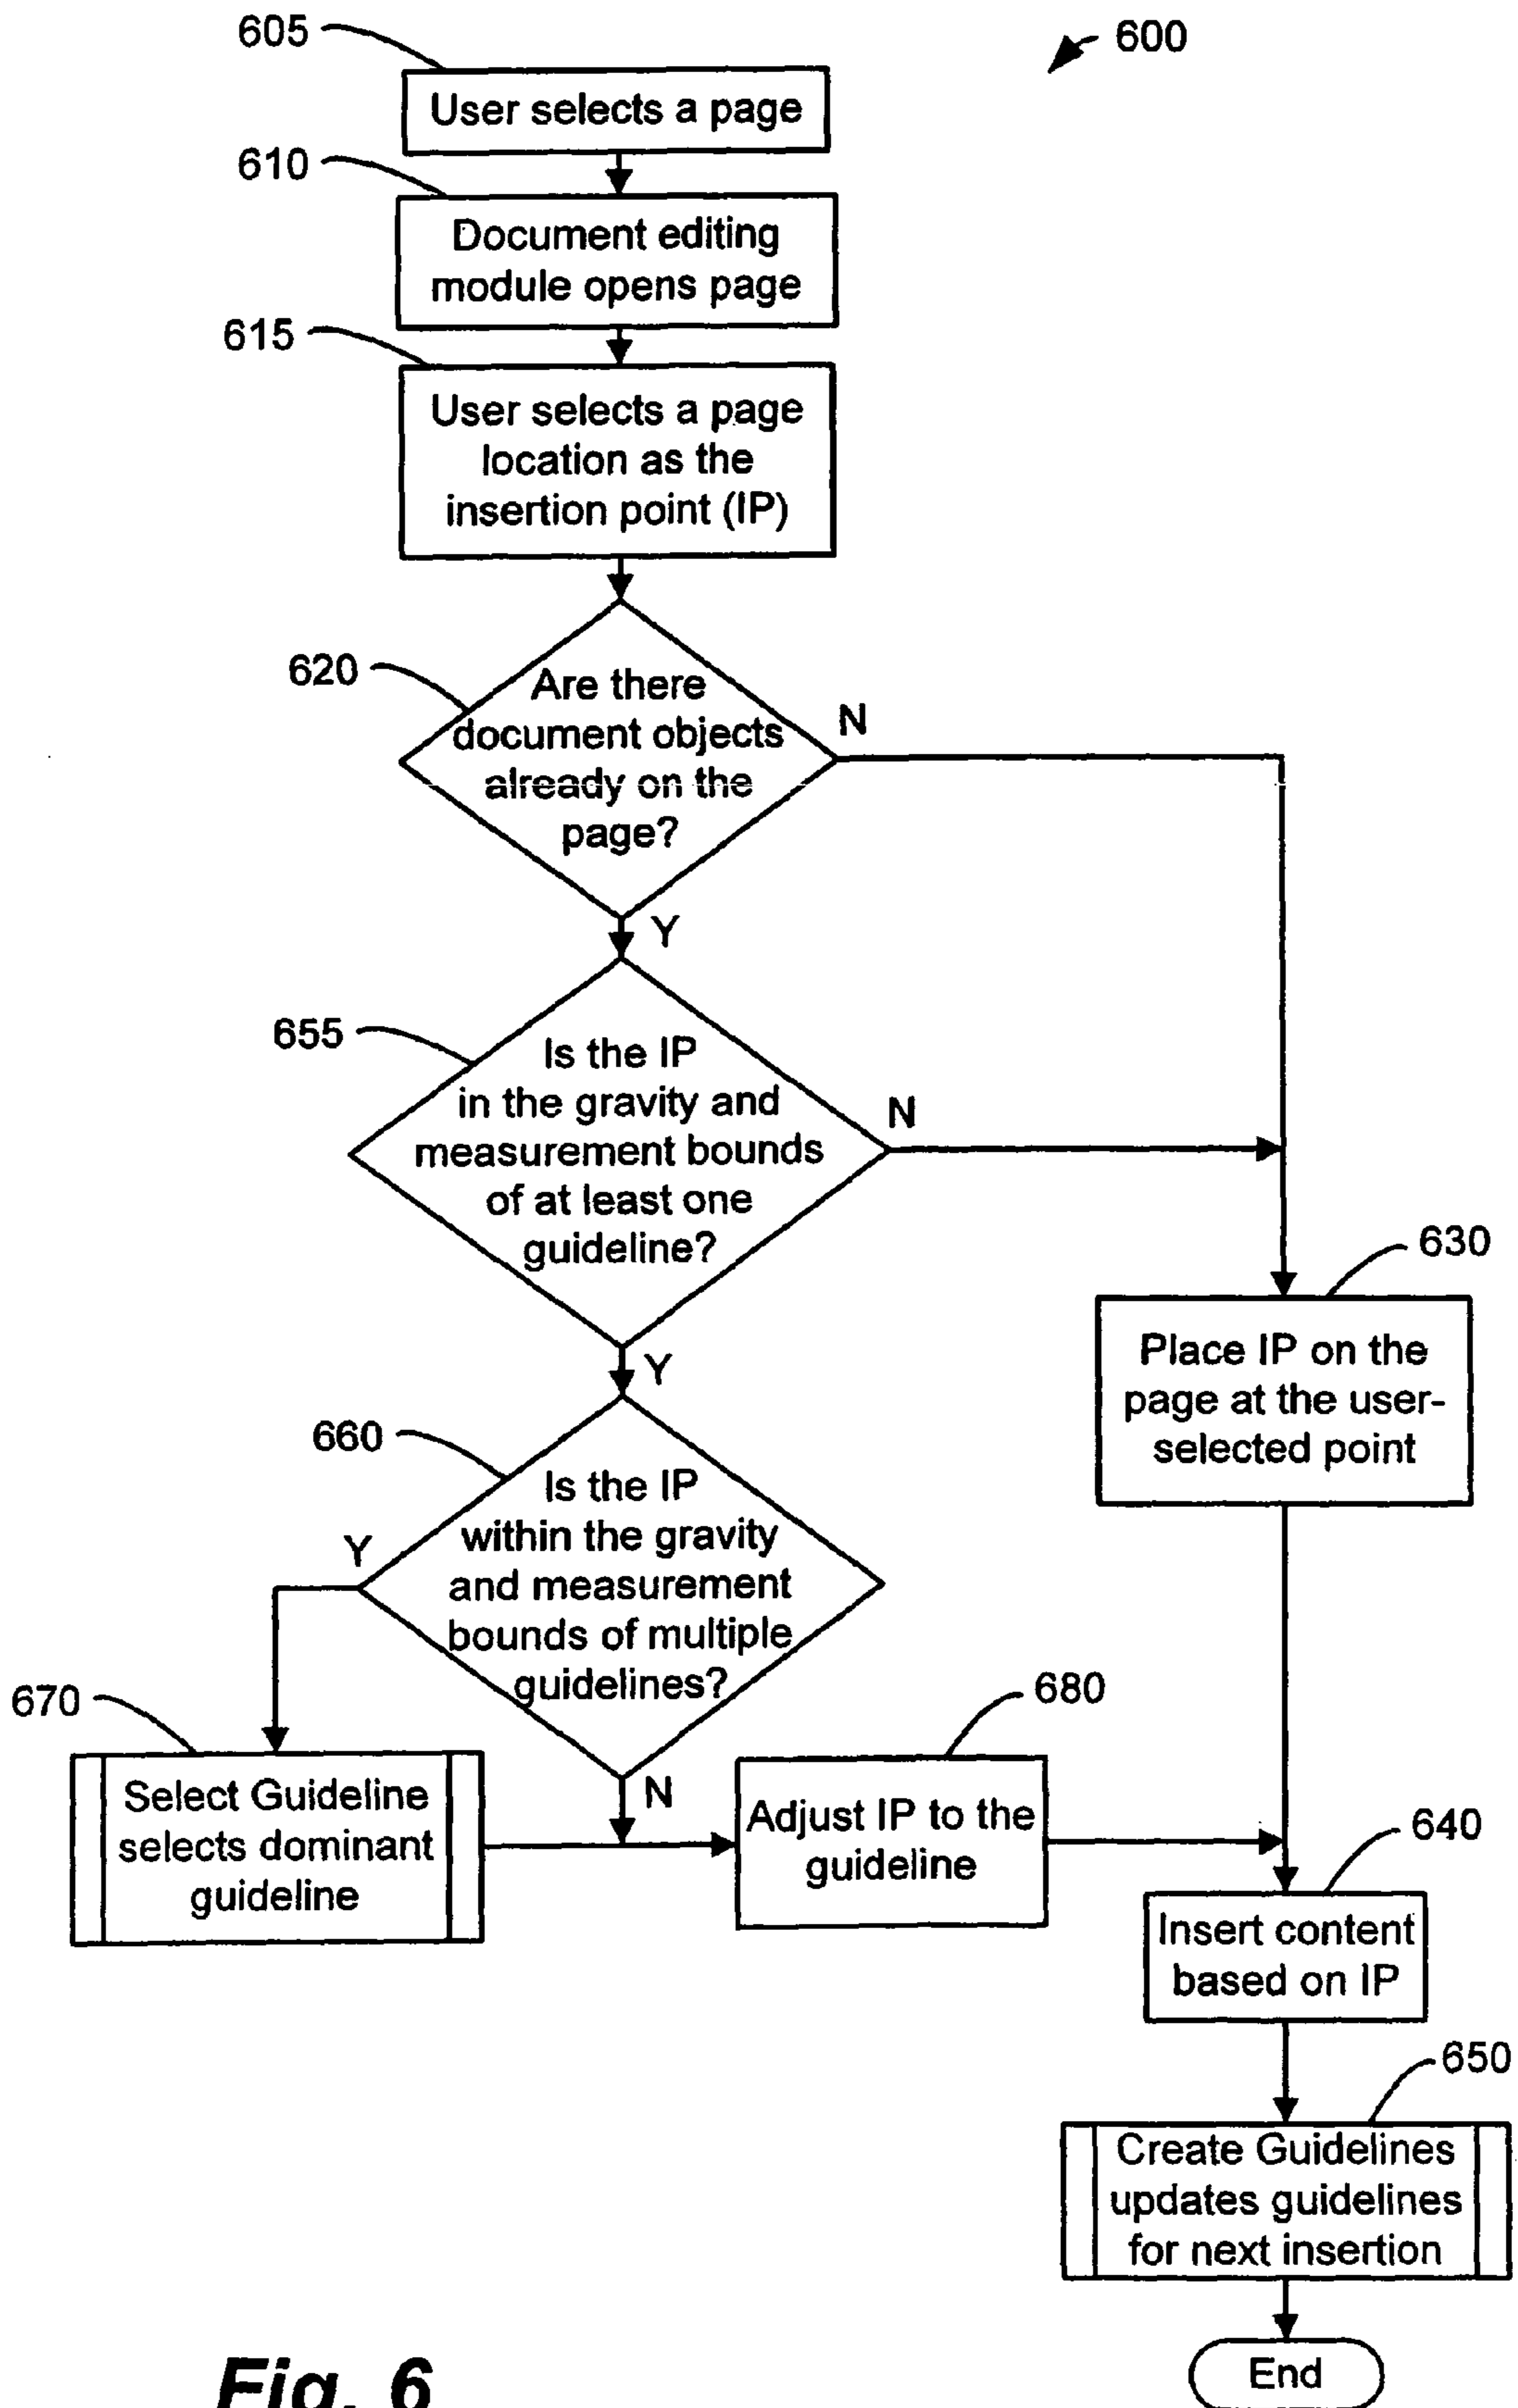 605
600
User selects a page
610
Document editing
module opens page
615
User selects a page
location as the
insertion point (IP)
620
Are there
document objects
already on the
page?
N
Y
655
Is the IP
in the gravity and
measurement bounds
of at least one
guideline?
N
Y
630
Place IP on the
page at the user-
selected point
660
Is the IP
within the gravity
and measurement
bounds of multiple
guidelines?
Y
N
670
Select Guideline
selects dominant
guideline
680
Adjust IP to the
guideline
640
Insert content
based on IP
650
Create Guidelines
updates guidelines
for next insertion
End
Fig. 6